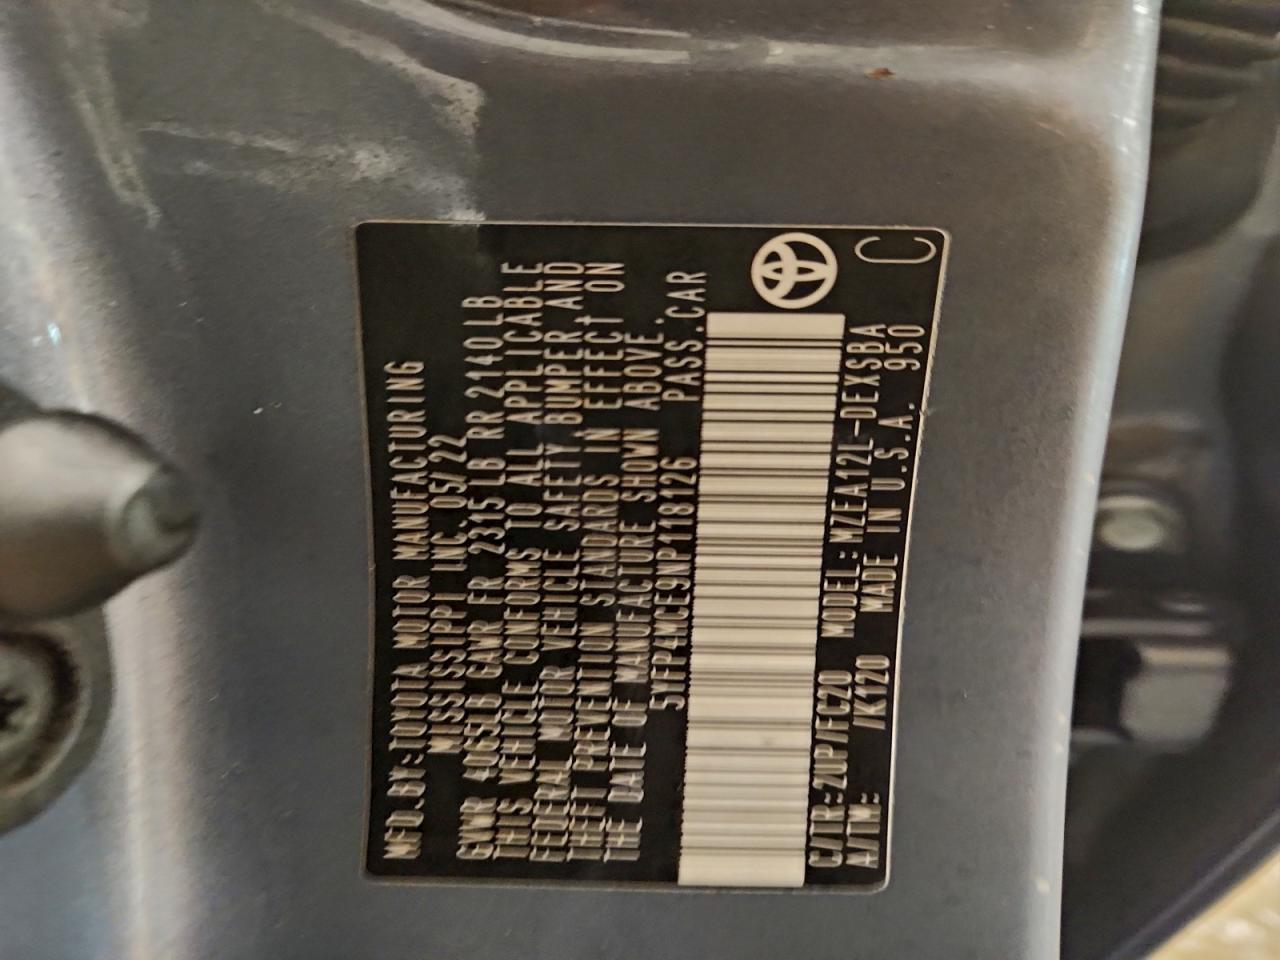 MFD.BY:TOYOTA MOTOR MANUFACTURING
MISSISSIPPI INC. 05/22
GVWR 4065LB GAWR FR 2315LB RR 2140LB
THIS VEHICLE CONFORMS TO ALL APPLICABLE
FEDERAL MOTOR VEHICLE SAFETY, BUMPER, AND
THEFT PREVENTION STANDARDS IN EFFECT ON
THE DATE OF MANUFACTURE SHOWN ABOVE.
5YFP4MCE9NP118126 PASS.CAR
C/TR:2UP/FC20 MODEL:MZEA12L-DEXSBA
A/TM: /K120 MADE IN U.S.A. 950
C